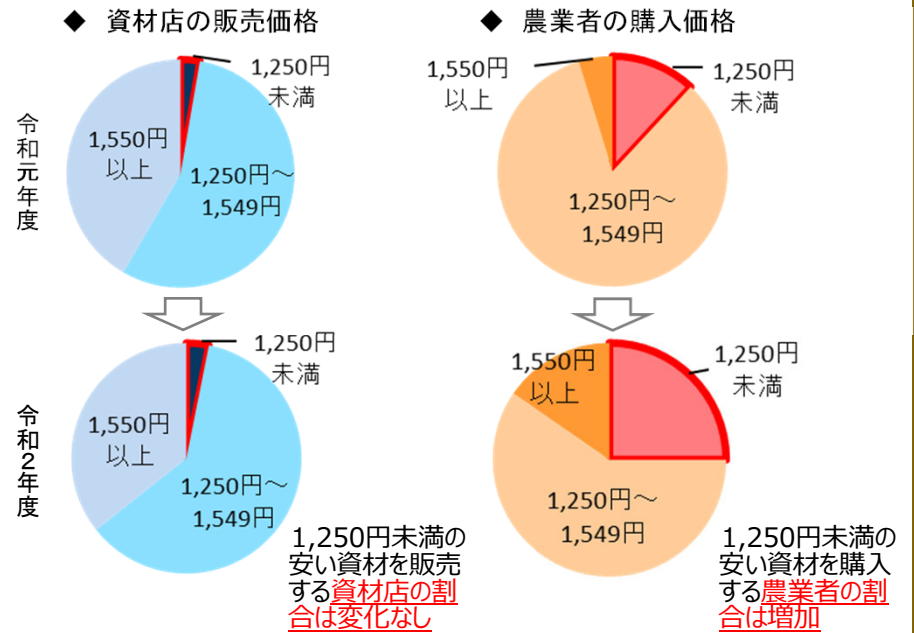 ◆ 資材店の販売価格
◆ 農業者の購入価格
令和元年度
1,250円
未満
1,550円
以上
1,250円～
1,549円
1,550円
以上
1,250円
未満
1,250円～
1,549円
令和２年度
1,250円
未満
1,550円
以上
1,250円～
1,549円
1,550円
以上
1,250円
未満
1,250円～
1,549円
1,250円未満の
安い資材を販売
する資材店の割
合は変化なし
1,250円未満の
安い資材を購入
する農業者の割
合は増加